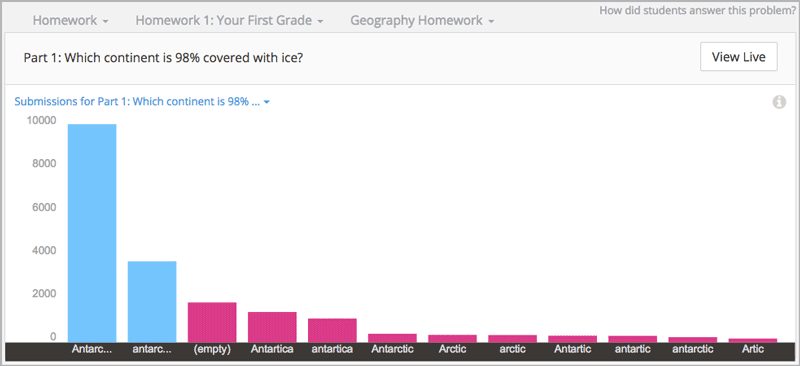 How did students answer this problem?
Homework Homework 1: Your First Grade Geography Homework
Part 1: Which continent is 98% covered with ice?
View Live
Submissions for Part 1: Which continent is 98% ...
10000
8000
6000
4000
2000
0
Antarc... antarc... (empty) Antartica antartica Antarctic Arctic arctic Antartic antartic antarctic Artic